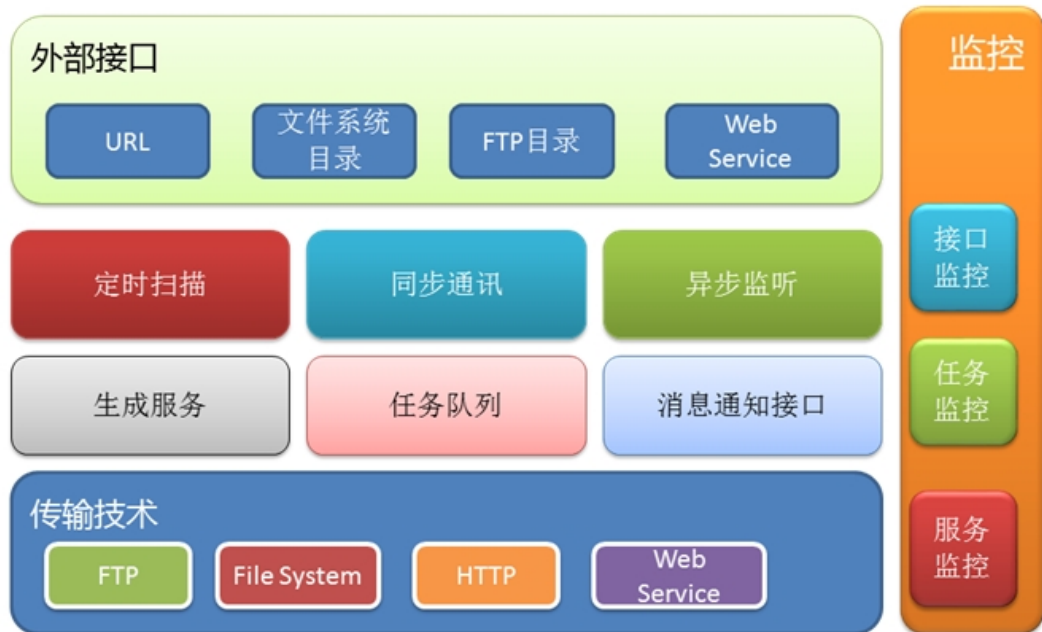 外部接口
URL
文件系统
目录
FTP目录
Web
Service
定时扫描
同步通讯
异步监听
生成服务
任务队列
消息通知接口
传输技术
FTP
File System
HTTP
Web
Service
监控
接口
监控
任务
监控
服务
监控